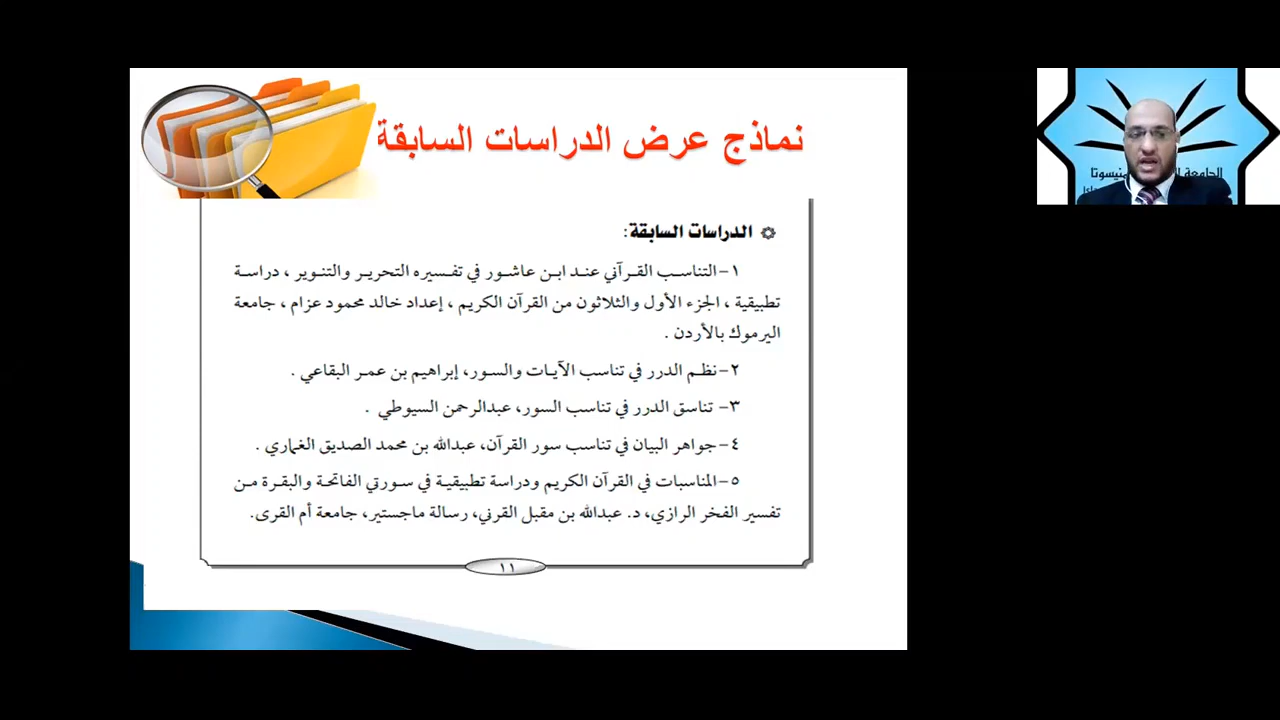 نماذج عرض الدراسات السابقة
الدراسات السابقة:
١- التناسب القرآني عند ابن عاشور في تفسيره التحرير والتنوير ، دراسة
تطبيقية ، الجزء الأول والثلاثون من القرآن الكريم ، إعداد خالد محمود عزام ، جامعة
اليرموك بالأردن .
٢- نظم الدرر في تناسب الآيات والسور، إبراهيم بن عمر البقاعي .
٣- تناسق الدرر في تناسب السور، عبدالرحمن السيوطي .
٤- جواهر البيان في تناسب سور القرآن، عبدالله بن محمد الصديق الغماري .
٥- المناسبات في القرآن الكريم ودراسة تطبيقية في سورتي الفاتحة والبقرة من
تفسير الفخر الرازي، د. عبدالله بن مقبل القرني، رسالة ماجستير، جامعة أم القرى.
١١
الجامعة منيسوتا